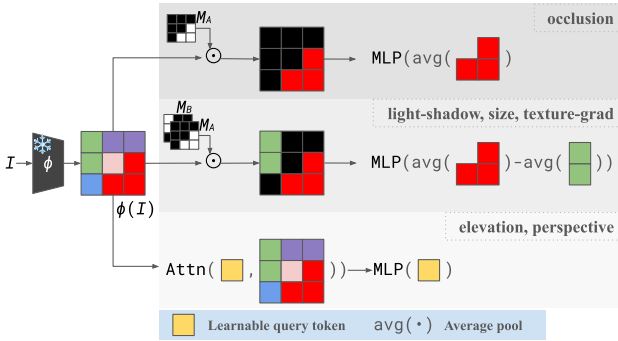 occlusion
M_A
MLP(avg( ))
light-shadow, size, texture-grad
M_B
M_A
I
ϕ
ϕ(I)
MLP(avg( )-avg( ))
elevation, perspective
Attn( , )) MLP( )
Learnable query token avg(·) Average pool